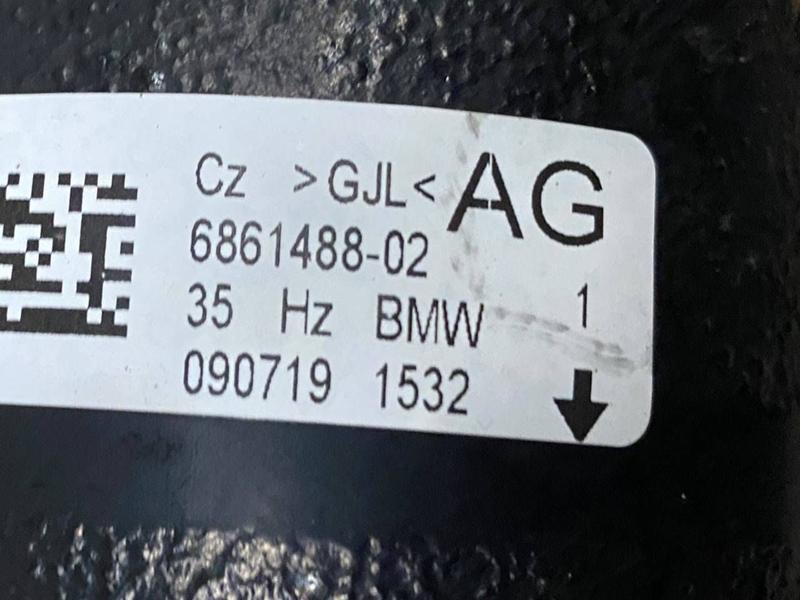 Cz >GJL< AG
6861488-02
35 Hz BMW 1
090719 1532